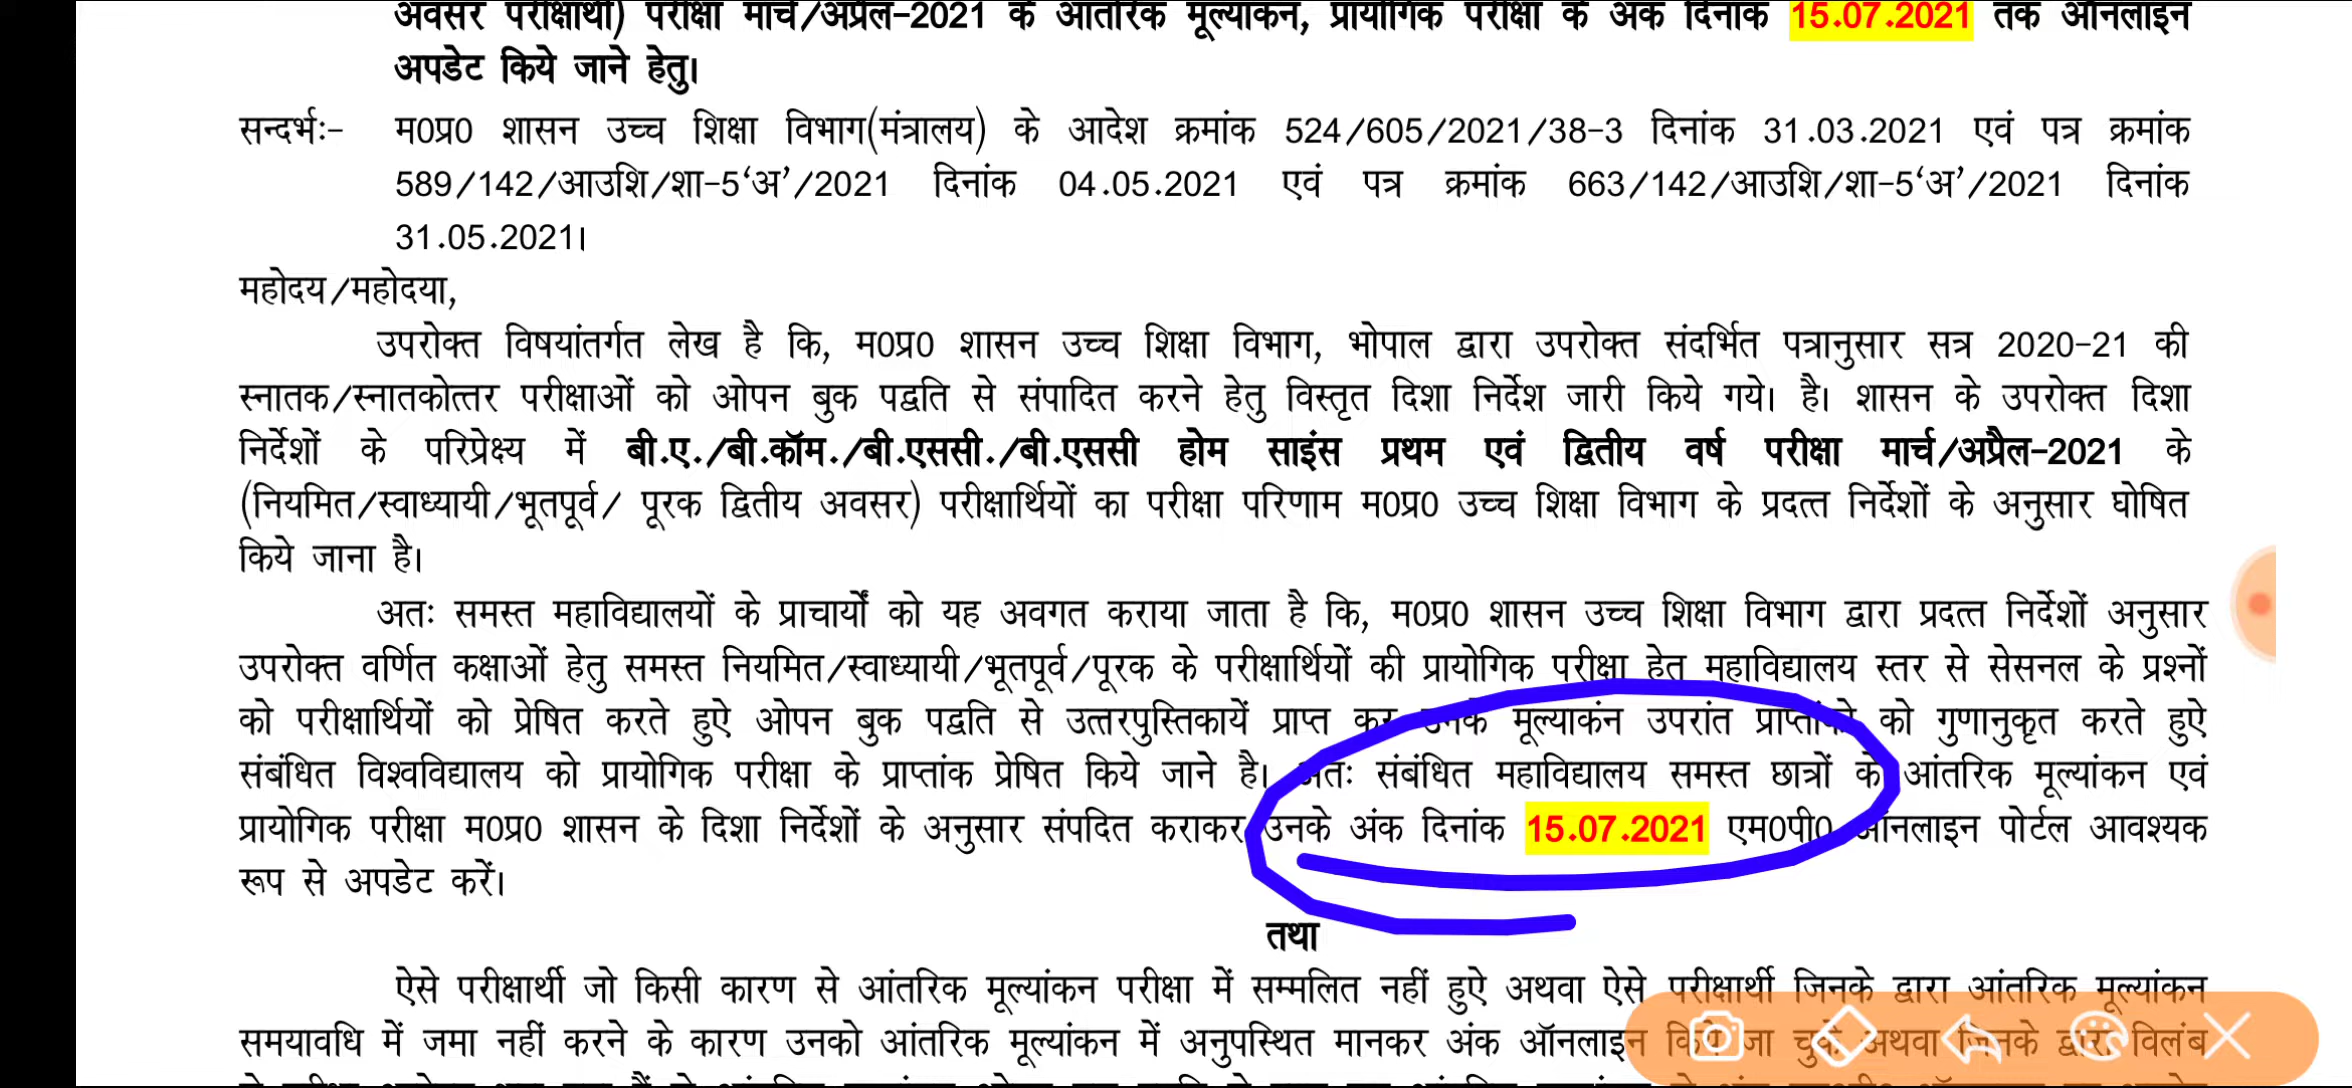 अवसर परीक्षार्थी) परीक्षा मार्च/अप्रैल-2021 के आंतरिक मूल्यांकन, प्रायोगिक परीक्षा के अंक दिनांक 15.07.2021 तक ऑनलाइन
अपडेट किये जाने हेतु।
सन्दर्भः- म0प्र0 शासन उच्च शिक्षा विभाग(मंत्रालय) के आदेश क्रमांक 524/605/2021/38-3 दिनांक 31.03.2021 एवं पत्र क्रमांक
589/142/आउशि/शा-5‘अ’/2021 दिनांक 04.05.2021 एवं पत्र क्रमांक 663/142/आउशि/शा-5‘अ’/2021 दिनांक
31.05.2021।
महोदय/महोदया,
उपरोक्त विषयांतर्गत लेख है कि, म0प्र0 शासन उच्च शिक्षा विभाग, भोपाल द्वारा उपरोक्त संदर्भित पत्रानुसार सत्र 2020-21 की
स्नातक/स्नातकोत्तर परीक्षाओं को ओपन बुक पद्वति से संपादित करने हेतु विस्तृत दिशा निर्देश जारी किये गये। है। शासन के उपरोक्त दिशा
निर्देशों के परिप्रेक्ष्य में बी.ए./बी.कॉम./बी.एससी./बी.एससी होम साइंस प्रथम एवं द्वितीय वर्ष परीक्षा मार्च/अप्रैल-2021 के
(नियमित/स्वाध्यायी/भूतपूर्व/ पूरक द्वितीय अवसर) परीक्षार्थियों का परीक्षा परिणाम म0प्र0 उच्च शिक्षा विभाग के प्रदत्त निर्देशों के अनुसार घोषित
किये जाना है।
अतः समस्त महाविद्यालयों के प्राचार्यों को यह अवगत कराया जाता है कि, म0प्र0 शासन उच्च शिक्षा विभाग द्वारा प्रदत्त निर्देशों अनुसार
उपरोक्त वर्णित कक्षाओं हेतु समस्त नियमित/स्वाध्यायी/भूतपूर्व/पूरक के परीक्षार्थियों की प्रायोगिक परीक्षा हेतु महाविद्यालय स्तर से सेसनल के प्रश्नों
को परीक्षार्थियों को प्रेषित करते हुऐ ओपन बुक पद्वति से उत्तरपुस्तिकायें प्राप्त कर उनके मूल्याकंन उपरांत प्राप्तांको को गुणानुकृत करते हुऐ
संबंधित विश्वविद्यालय को प्रायोगिक परीक्षा के प्राप्तांक प्रेषित किये जाने है। अतः संबंधित महाविद्यालय समस्त छात्रों के आंतरिक मूल्यांकन एवं
प्रायोगिक परीक्षा म0प्र0 शासन के दिशा निर्देशों के अनुसार संपदित कराकर उनके अंक दिनांक 15.07.2021 एम0पी0 ऑनलाइन पोर्टल आवश्यक
रूप से अपडेट करें।
तथा
ऐसे परीक्षार्थी जो किसी कारण से आंतरिक मूल्यांकन परीक्षा में सम्मलित नहीं हुऐ अथवा ऐसे परीक्षार्थी जिनके द्वारा आंतरिक मूल्यांकन
समयावधि में जमा नहीं करने के कारण उनको आंतरिक मूल्यांकन में अनुपस्थित मानकर अंक ऑनलाइन किये जा चुके अथवा जिनके द्वारा विलंब